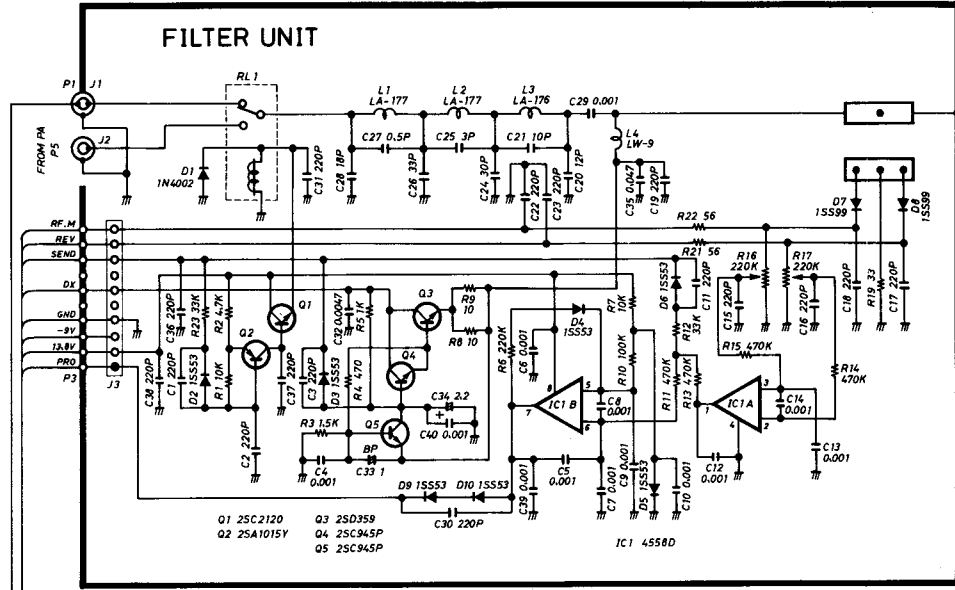 FILTER UNIT
RL1
P1 J1
J2
FROM PA
P5
D1
1N4002
C31 220P
L1
LA-177
L2
LA-177
L3
LA-176
C29 0.001
L4
LW-9
C27 0.5P
C25 3P
C21 10P
C28 18P
C26 33P
C24 30P
C22 220P
C23 220P
C20 12P
C35 0.047
C19 220P
D7
1SS99
D8
1SS99
RF.M
REV
SEND
DX
GND
-9V
13.8V
PRO
P3
J3
R22 56
R21 56
R16
220K
R17
220K
C18 220P
R19 33
C17 220P
C36 220P
R23 33K
R2 4.7K
Q1
Q2
C32 0.0047
R5 1K
Q3
R9
10
R8 10
Q4
D4
1SS53
R7
10K
D6 1SS53
C11 220P
R12
33K
C15 220P
C16 220P
R15 470K
R14
470K
C38 220P
C1 220P
D2 1SS53
R1 10K
C37 220P
C3 220P
D3 1SS53
R4 470
R6 220K
C6 0.001
R10 100K
R11 470K
R13 470K
8
5
6
7
IC1 B
C8
0.001
IC1A
1
3
2
4
C14
0.001
C13
0.001
C34 2.2
+
C40 0.001
R3 1.5K
Q5
BP
C33 1
C4
0.001
C2 220P
C5
0.001
C39 0.001
C7 0.001
C9 0.001
D5 1SS53
C10 0.001
C12
0.001
D9 1SS53
D10 1SS53
C30 220P
Q1 2SC2120
Q2 2SA1015Y
Q3 2SD359
Q4 2SC945P
Q5 2SC945P
IC1 4558D